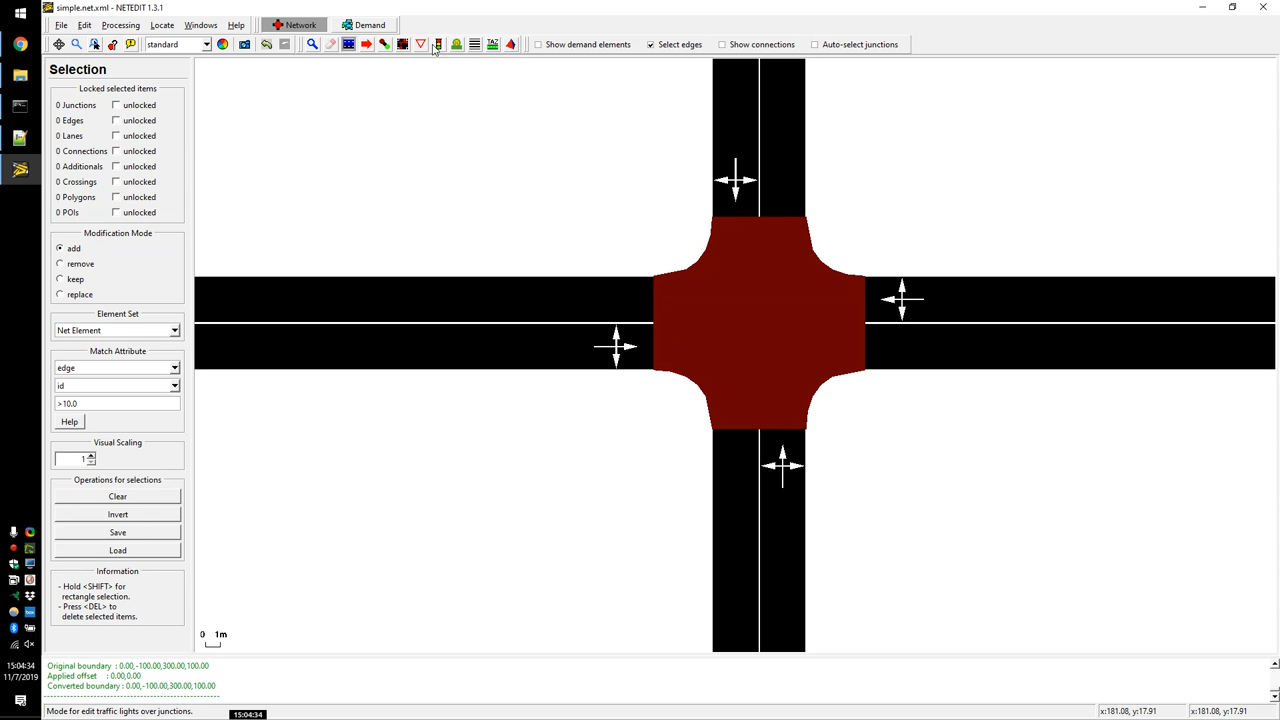 simple.net.xml - NETEDIT 1.3.1
File Edit Processing Locate Windows Help Network Demand
standard Show demand elements Select edges Show connections Auto-select junctions
TAZ
Selection
Locked selected items
0 Junctions unlocked
0 Edges unlocked
0 Lanes unlocked
0 Connections unlocked
0 Additionals unlocked
0 Crossings unlocked
0 Polygons unlocked
0 POIs unlocked
Modification Mode
add
remove
keep
replace
Element Set
Net Element
Match Attribute
edge
id
>10.0
Help
Visual Scaling
1
Operations for selections
Clear
Invert
Save
Load
Information
- Hold <SHIFT> for
rectangle selection.
- Press <DEL> to
delete selected items.
0 1m
Original boundary : 0.00,-100.00,300.00,100.00
Applied offset : 0.00,0.00
Converted boundary : 0.00,-100.00,300.00,100.00
Mode for edit traffic lights over junctions.
x:181.08, y:17.91 x:181.08, y:17.91
15:04:34
11/7/2019
15:04:34